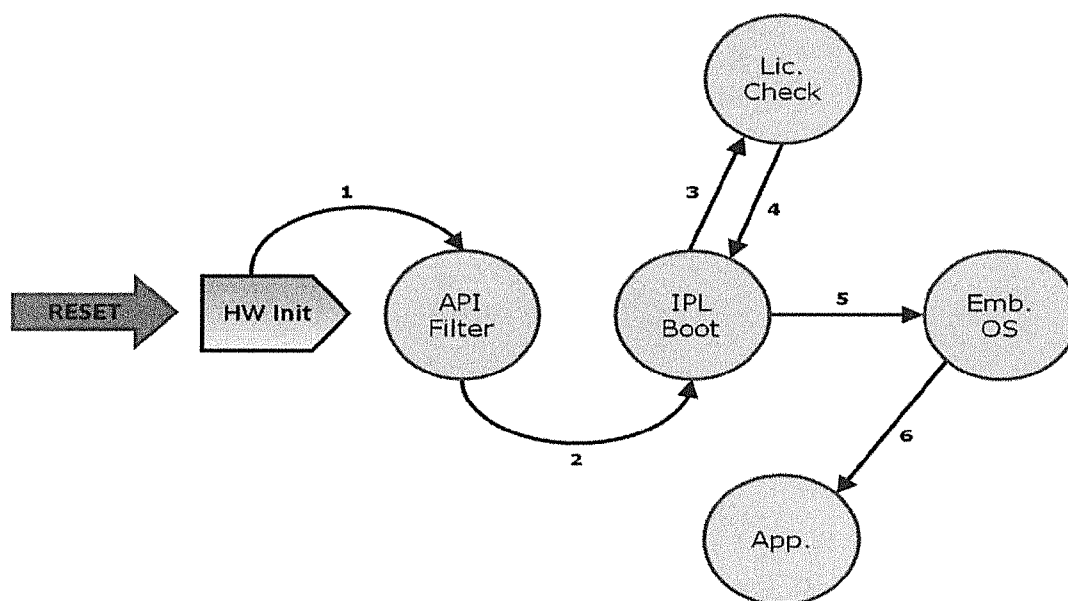 Lic.
Check
3
4
1
RESET
HW Init
API
Filter
IPL
Boot
5
Emb.
OS
2
6
App.